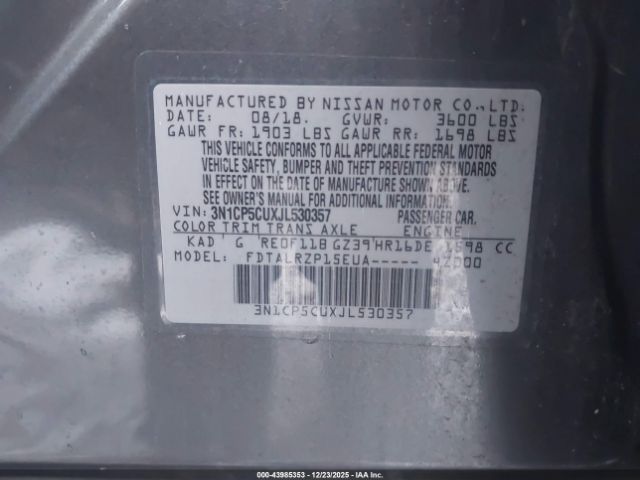 MANUFACTURED BY NISSAN MOTOR CO.,LTD.
DATE: 08/18. GVWR: 3600 LBS
GAWR FR: 1903 LBS GAWR RR: 1698 LBS
THIS VEHICLE CONFORMS TO ALL APPLICABLE FEDERAL MOTOR
VEHICLE SAFETY, BUMPER AND THEFT PREVENTION STANDARDS
IN EFFECT ON THE DATE OF MANUFACTURE SHOWN ABOVE.
SEE OWNER'S MANUAL FOR ADDITIONAL INFORMATION.
VIN: 3N1CP5CUXJL530357 PASSENGER CAR.
COLOR TRIM TRANS AXLE ENGINE
KAD G RE0F11B GZ39 HR16DE 1598 CC
MODEL: FDTALRZP15EUA----- 4Z000
3N1CP5CUXJL530357
000-43985353 | 12/23/2025 | IAA Inc.